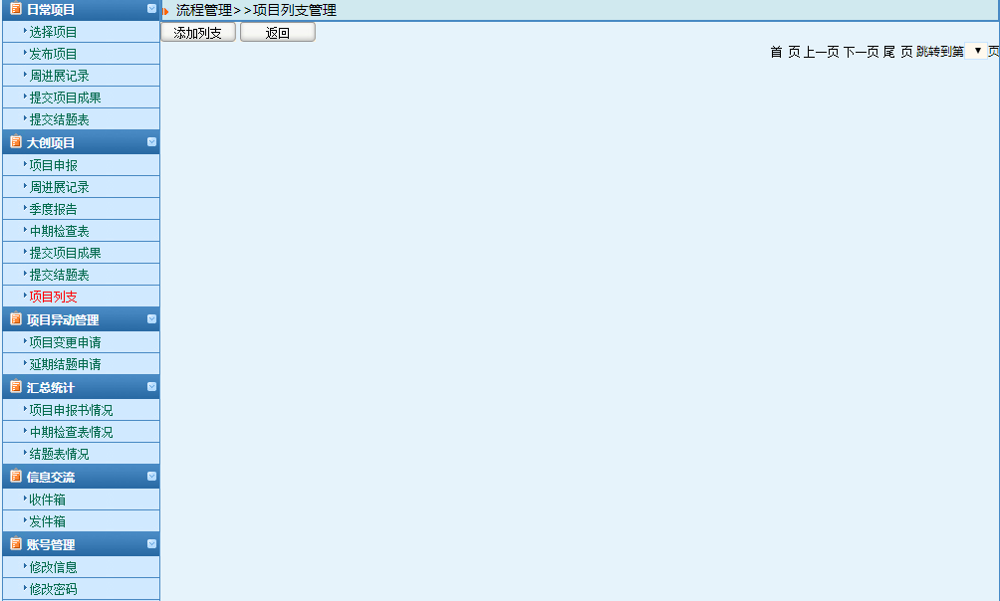 日常项目
选择项目
发布项目
周进展记录
提交项目成果
提交结题表
大创项目
项目申报
周进展记录
季度报告
中期检查表
提交项目成果
提交结题表
项目列支
项目异动管理
项目变更申请
延期结题申请
汇总统计
项目申报书情况
中期检查表情况
结题表情况
信息交流
收件箱
发件箱
账号管理
修改信息
修改密码
流程管理>>项目列支管理
添加列支 返回
首 页 上一页 下一页 尾 页 跳转到第 页